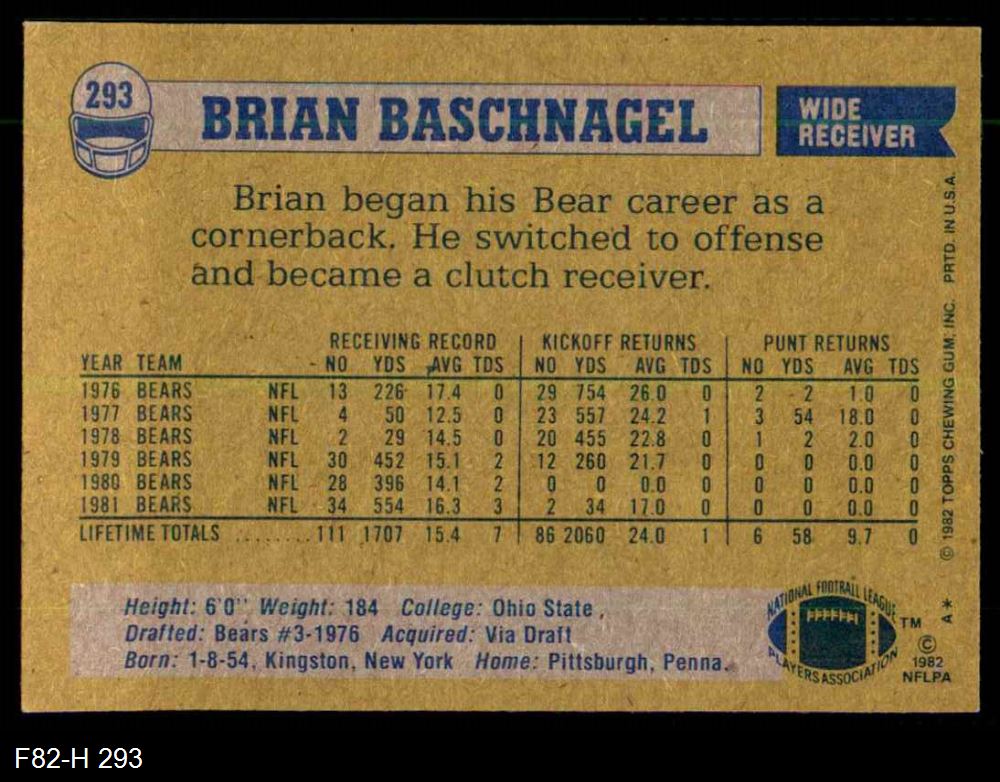 293
BRIAN BASCHNAGEL
WIDE
RECEIVER
Brian began his Bear career as a
cornerback. He switched to offense
and became a clutch receiver.
RECEIVING RECORD KICKOFF RETURNS PUNT RETURNS
YEAR TEAM NO YDS AVG TDS NO YDS AVG TDS NO YDS AVG TDS
1976 BEARS NFL 13 226 17.4 0 29 754 26.0 0 2 2 1.0 0
1977 BEARS NFL 4 50 12.5 0 23 557 24.2 1 3 54 18.0 0
1978 BEARS NFL 2 29 14.5 0 20 455 22.8 0 1 2 2.0 0
1979 BEARS NFL 30 452 15.1 2 12 260 21.7 0 0 0 0.0 0
1980 BEARS NFL 28 396 14.1 2 0 0 0.0 0 0 0 0.0 0
1981 BEARS NFL 34 554 16.3 3 2 34 17.0 0 0 0 0.0 0
LIFETIME TOTALS ........ 111 1707 15.4 7 86 2060 24.0 1 6 58 9.7 0
Height: 6'0" Weight: 184 College: Ohio State
Drafted: Bears #3-1976 Acquired: Via Draft
Born: 1-8-54, Kingston, New York Home: Pittsburgh, Penna.
NATIONAL FOOTBALL LEAGUE
NFLPA
PLAYERS ASSOCIATION
TM
©
1982
NFLPA
A*
© 1982 TOPPS CHEWING GUM, INC. PRTD. IN U.S.A.
F82-H 293